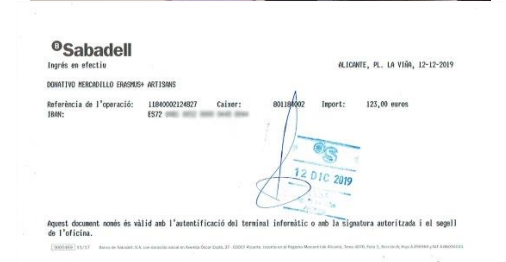 Sabadell
Ingrés en efectiu
ALICANTE, PL. LA VIÑA, 12-12-2019
DONATIVO MERCADILLO ERASMUS+ ARTISANS
Referència de l'operació: 11840002124827 Caixer: 801184002 Import: 123,00 euros
IBAN: ES72
12 DIC 2019
Aquest document només és vàlid amb l'autentificació del terminal informàtic o amb la signatura autoritzada i el segell
de l'oficina.